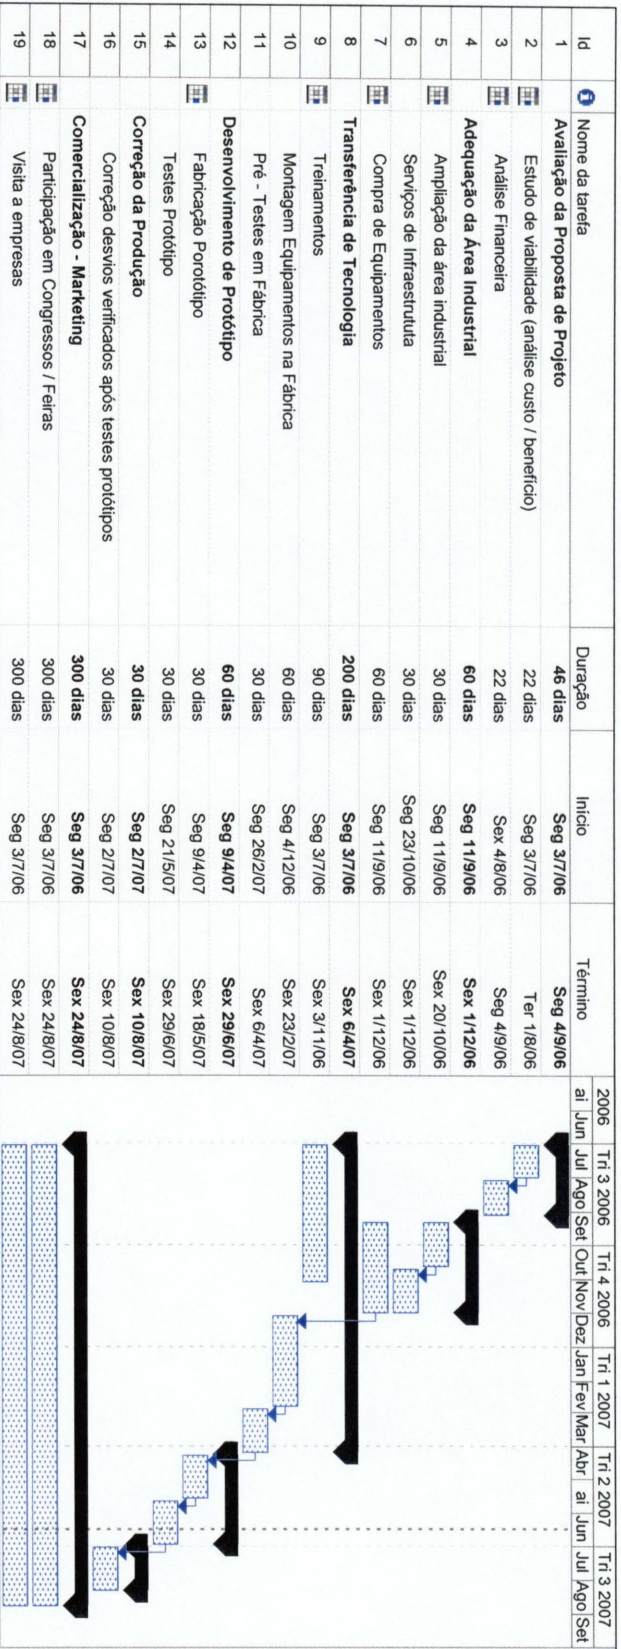 Id Nome da tarefa Duração Início Término 2006 Tri 3 2006 Tri 4 2006 Tri 1 2007 Tri 2 2007 Tri 3 2007
ai Jun Jul Ago Set Out Nov Dez Jan Fev Mar Abr ai Jun Jul Ago Set
1 Avaliação da Proposta de Projeto 46 dias Seg 3/7/06 Seg 4/9/06
2 Estudo de viabilidade (análise custo / benefício) 22 dias Seg 3/7/06 Ter 1/8/06
3 Análise Financeira 22 dias Sex 4/8/06 Seg 4/9/06
4 Adequação da Área Industrial 60 dias Seg 11/9/06 Sex 1/12/06
5 Ampliação da área industrial 30 dias Seg 11/9/06 Sex 20/10/06
6 Serviços de Infraestrututa 30 dias Seg 23/10/06 Sex 1/12/06
7 Compra de Equipamentos 60 dias Seg 11/9/06 Sex 1/12/06
8 Transferência de Tecnologia 200 dias Seg 3/7/06 Sex 6/4/07
9 Treinamentos 90 dias Seg 3/7/06 Sex 3/11/06
10 Montagem Equipamentos na Fábrica 60 dias Seg 4/12/06 Sex 23/2/07
11 Pré - Testes em Fábrica 30 dias Seg 26/2/07 Sex 6/4/07
12 Desenvolvimento de Protótipo 60 dias Seg 9/4/07 Sex 29/6/07
13 Fabricação Porotótipo 30 dias Seg 9/4/07 Sex 18/5/07
14 Testes Protótipo 30 dias Seg 21/5/07 Sex 29/6/07
15 Correção da Produção 30 dias Seg 2/7/07 Sex 10/8/07
16 Correção desvios verificados após testes protótipos 30 dias Seg 2/7/07 Sex 10/8/07
17 Comercialização - Marketing 300 dias Seg 3/7/06 Sex 24/8/07
18 Participação em Congressos / Feiras 300 dias Seg 3/7/06 Sex 24/8/07
19 Visita a empresas 300 dias Seg 3/7/06 Sex 24/8/07